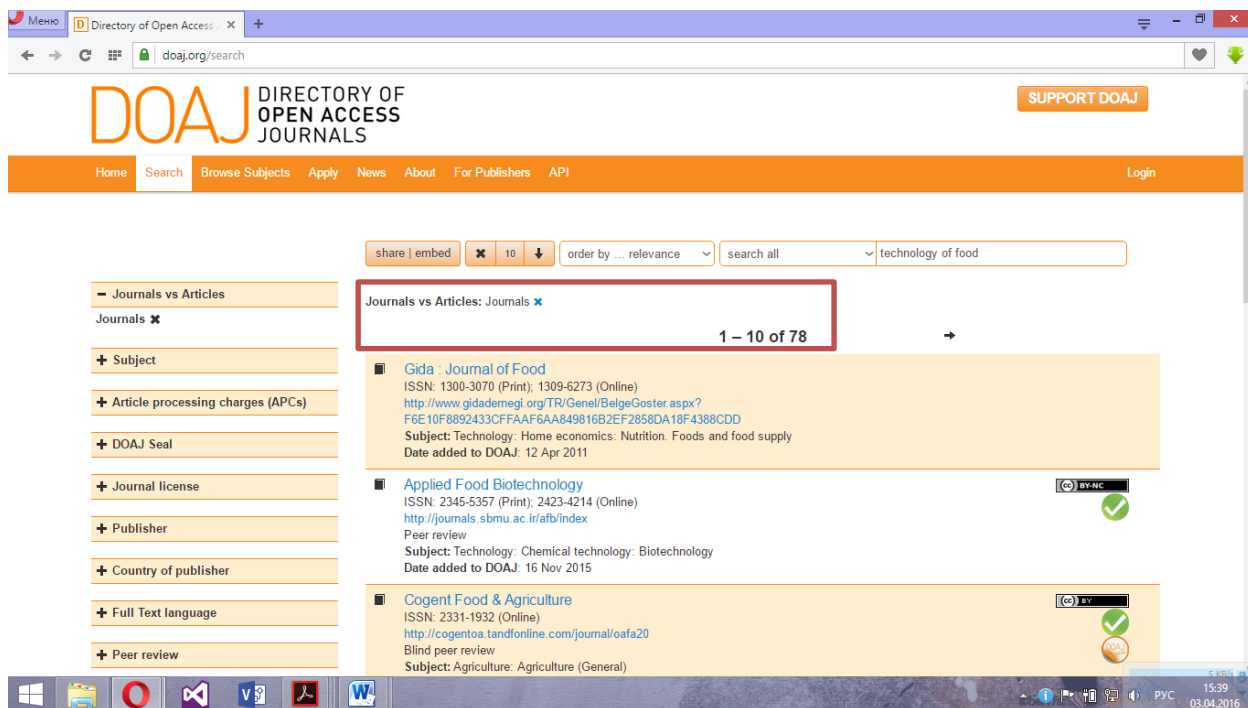 Меню
Directory of Open Access J
doaj.org/search
DOAJ DIRECTORY OF
OPEN ACCESS
JOURNALS
SUPPORT DOAJ
Home Search Browse Subjects Apply News About For Publishers API Login
share | embed 10 order by ... relevance search all technology of food
Journals vs Articles
Journals
Subject
Article processing charges (APCs)
DOAJ Seal
Journal license
Publisher
Country of publisher
Full Text language
Peer review
Journals vs Articles: Journals
1 – 10 of 78
Gida : Journal of Food
ISSN: 1300-3070 (Print); 1309-6273 (Online)
http://www.gidadernegi.org/TR/Genel/BelgeGoster.aspx?
F6E10F8892433CFFAAF6AA849816B2EF2858DA18F4388CDD
Subject: Technology: Home economics: Nutrition. Foods and food supply
Date added to DOAJ: 12 Apr 2011
Applied Food Biotechnology
ISSN: 2345-5357 (Print); 2423-4214 (Online)
http://journals.sbmu.ac.ir/afb/index
Peer review
Subject: Technology: Chemical technology: Biotechnology
Date added to DOAJ: 16 Nov 2015
(cc) BY-NC
Cogent Food & Agriculture
ISSN: 2331-1932 (Online)
http://cogentoa.tandfonline.com/journal/oafa20
Blind peer review
Subject: Agriculture: Agriculture (General)
(cc) BY
DOAJ
5 КB/s
РУС
15:39
03.04.2016